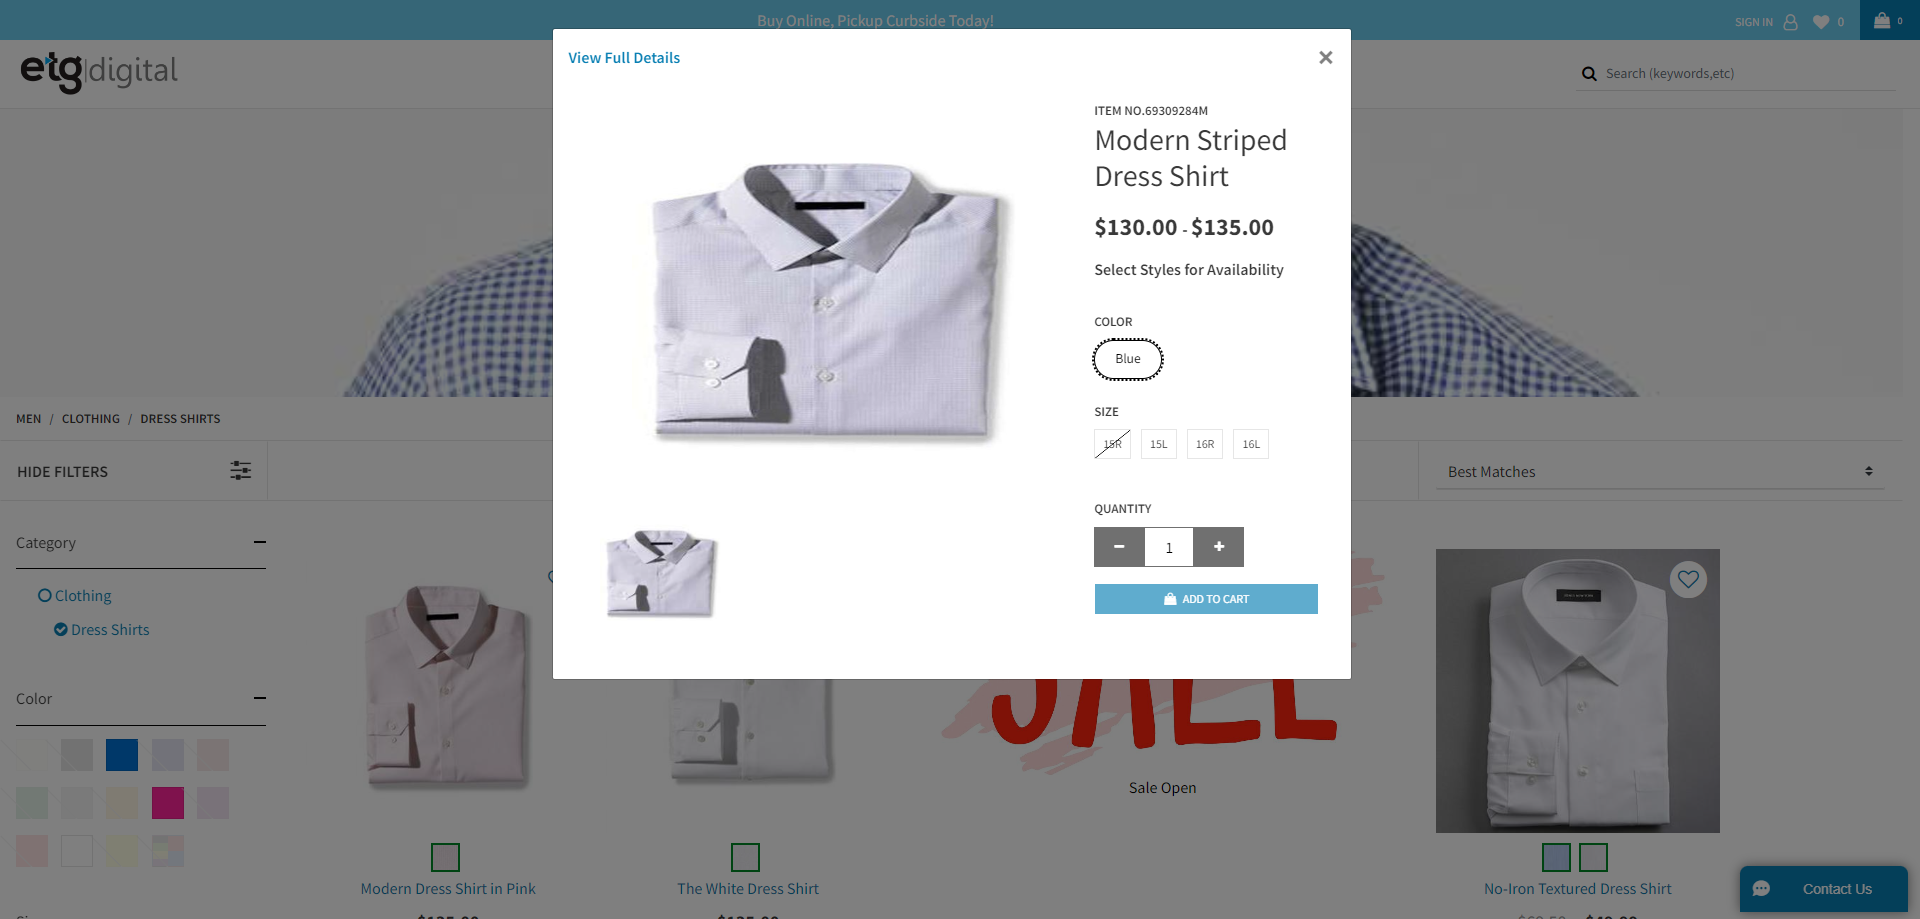 Buy Online, Pickup Curbside Today!
SIGN IN
0
0
etg|digital
Search (keywords,etc)
View Full Details
×
ITEM NO.69309284M
Modern Striped
Dress Shirt
$130.00 - $135.00
Select Styles for Availability
COLOR
Blue
SIZE
15R 15L 16R 16L
QUANTITY
1
ADD TO CART
MEN / CLOTHING / DRESS SHIRTS
HIDE FILTERS
Best Matches
Category
Clothing
Dress Shirts
Color
SALE
Sale Open
Modern Dress Shirt in Pink
The White Dress Shirt
No-Iron Textured Dress Shirt
Contact Us